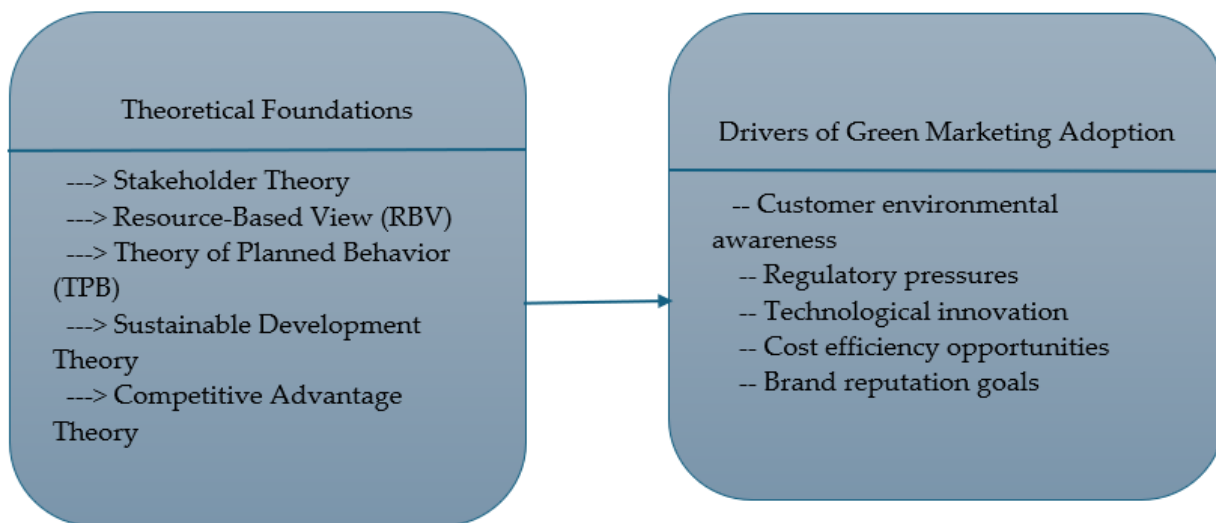 Theoretical Foundations
---> Stakeholder Theory
---> Resource-Based View (RBV)
---> Theory of Planned Behavior
(TPB)
---> Sustainable Development
Theory
---> Competitive Advantage
Theory
Drivers of Green Marketing Adoption
-- Customer environmental
awareness
-- Regulatory pressures
-- Technological innovation
-- Cost efficiency opportunities
-- Brand reputation goals